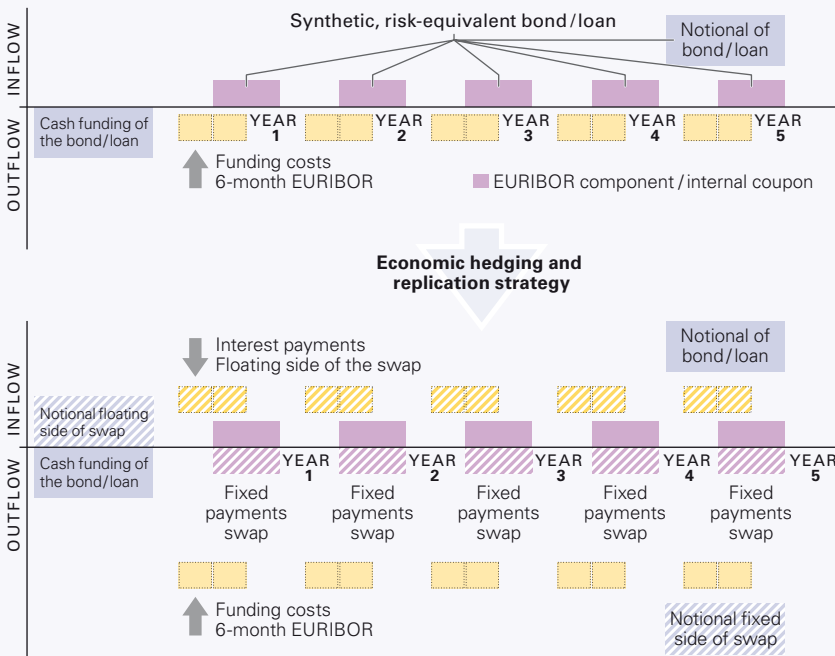 Synthetic, risk-equivalent bond/loan
Notional of
bond/loan
INFLOW
OUTFLOW
Cash funding of
the bond/loan
YEAR
1
YEAR
2
YEAR
3
YEAR
4
YEAR
5
Funding costs
6-month EURIBOR
EURIBOR component/internal coupon
Economic hedging and
replication strategy
Interest payments
Floating side of the swap
Notional of
bond/loan
INFLOW
OUTFLOW
Notional floating
side of swap
Cash funding of
the bond/loan
YEAR
1
YEAR
2
YEAR
3
YEAR
4
YEAR
5
Fixed
payments
swap
Fixed
payments
swap
Fixed
payments
swap
Fixed
payments
swap
Fixed
payments
swap
Funding costs
6-month EURIBOR
Notional fixed
side of swap